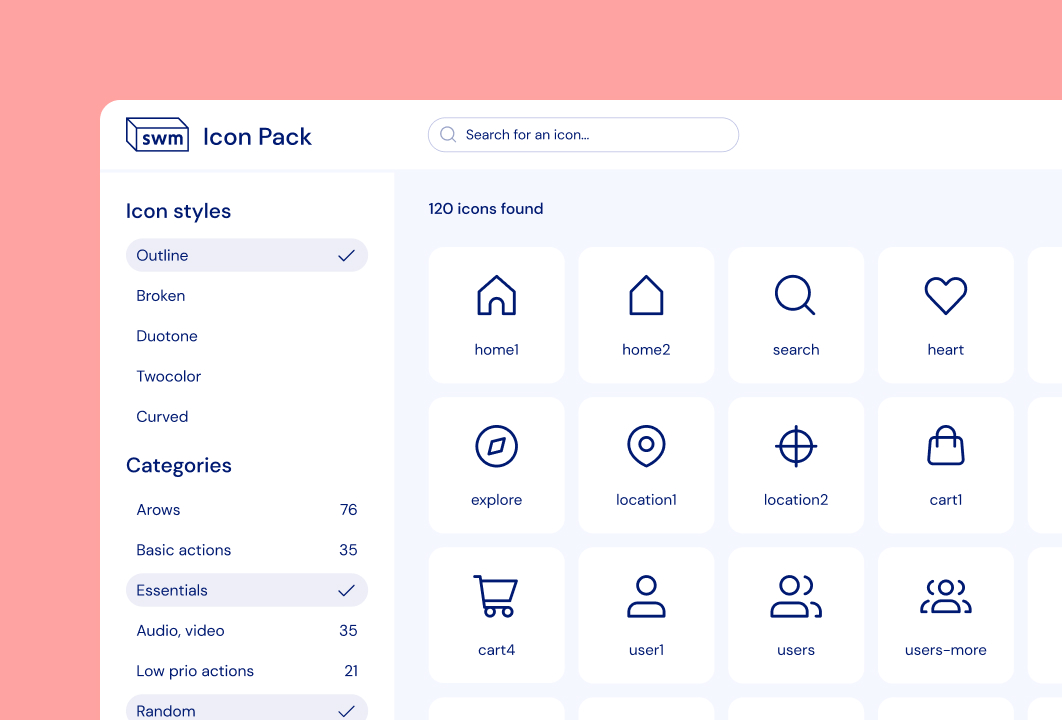 swm Icon Pack
Search for an icon...
Icon styles
Outline
Broken
Duotone
Twocolor
Curved
Categories
Arows 76
Basic actions 35
Essentials
Audio, video 35
Low prio actions 21
Random
120 icons found
home1 home2 search heart
explore location1 location2 cart1
cart4 user1 users users-more